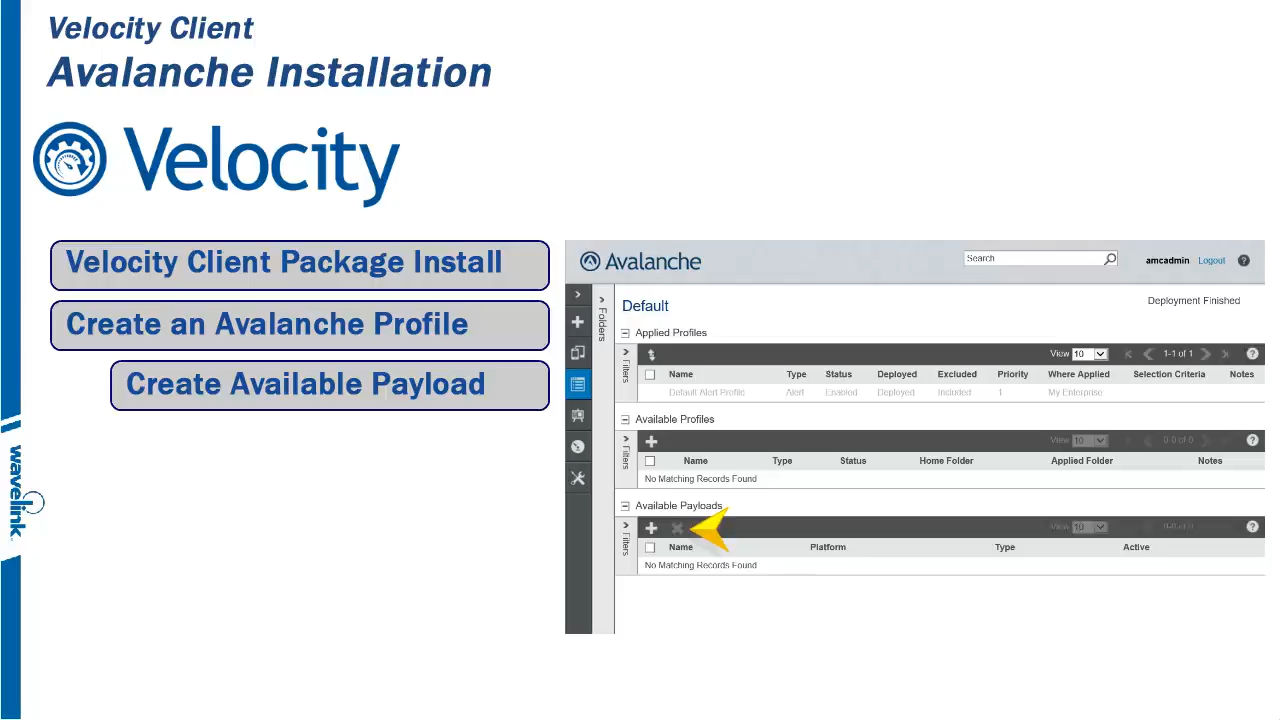 Velocity Client
Avalanche Installation
Velocity
Velocity Client Package Install
Create an Avalanche Profile
Create Available Payload
wavelink
Avalanche
Search
amcadmin Logout
Folders
Default
Deployment Finished
Applied Profiles
Filters
View 10 1-1 of 1
Name Type Status Deployed Excluded Priority Where Applied Selection Criteria Notes
Default Alert Profile Alert Enabled Deployed Included 1 My Enterprise
Available Profiles
Filters
View 10 0-0 of 0
Name Type Status Home Folder Applied Folder Notes
No Matching Records Found
Available Payloads
Filters
View 10 0-0 of 0
Name Platform Type Active
No Matching Records Found